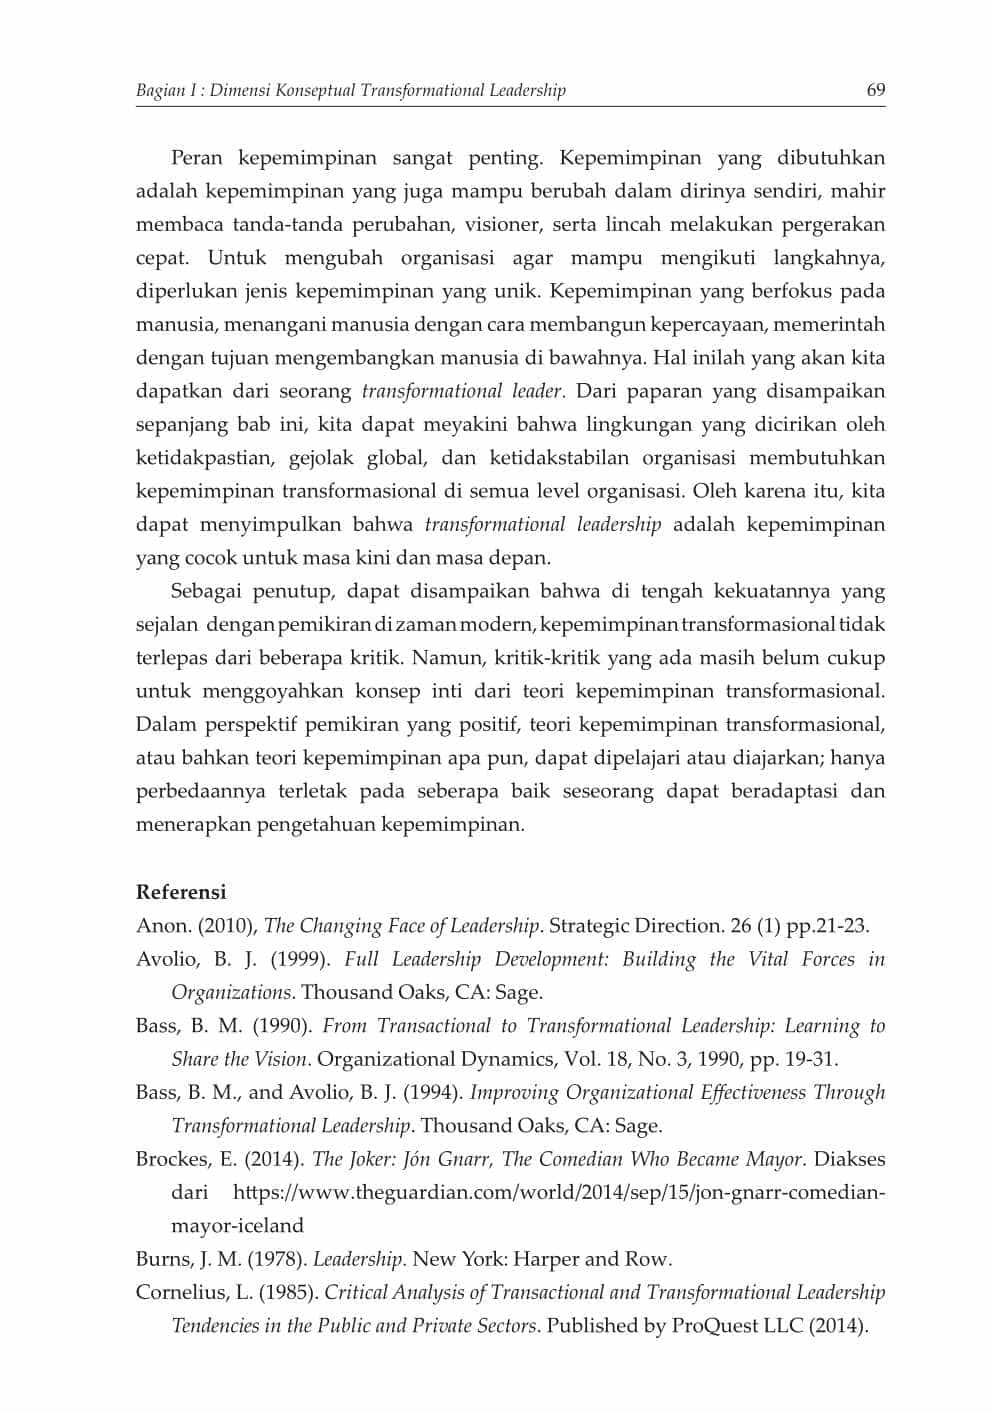 Bagian I : Dimensi Konseptual Transformational Leadership 69
Peran kepemimpinan sangat penting. Kepemimpinan yang dibutuhkan
adalah kepemimpinan yang juga mampu berubah dalam dirinya sendiri, mahir
membaca tanda-tanda perubahan, visioner, serta lincah melakukan pergerakan
cepat. Untuk mengubah organisasi agar mampu mengikuti langkahnya,
diperlukan jenis kepemimpinan yang unik. Kepemimpinan yang berfokus pada
manusia, menangani manusia dengan cara membangun kepercayaan, memerintah
dengan tujuan mengembangkan manusia di bawahnya. Hal inilah yang akan kita
dapatkan dari seorang transformational leader. Dari paparan yang disampaikan
sepanjang bab ini, kita dapat meyakini bahwa lingkungan yang dicirikan oleh
ketidakpastian, gejolak global, dan ketidakstabilan organisasi membutuhkan
kepemimpinan transformasional di semua level organisasi. Oleh karena itu, kita
dapat menyimpulkan bahwa transformational leadership adalah kepemimpinan
yang cocok untuk masa kini dan masa depan.
Sebagai penutup, dapat disampaikan bahwa di tengah kekuatannya yang
sejalan dengan pemikiran di zaman modern, kepemimpinan transformasional tidak
terlepas dari beberapa kritik. Namun, kritik-kritik yang ada masih belum cukup
untuk menggoyahkan konsep inti dari teori kepemimpinan transformasional.
Dalam perspektif pemikiran yang positif, teori kepemimpinan transformasional,
atau bahkan teori kepemimpinan apa pun, dapat dipelajari atau diajarkan; hanya
perbedaannya terletak pada seberapa baik seseorang dapat beradaptasi dan
menerapkan pengetahuan kepemimpinan.
Referensi
Anon. (2010), The Changing Face of Leadership. Strategic Direction. 26 (1) pp.21-23.
Avolio, B. J. (1999). Full Leadership Development: Building the Vital Forces in
Organizations. Thousand Oaks, CA: Sage.
Bass, B. M. (1990). From Transactional to Transformational Leadership: Learning to
Share the Vision. Organizational Dynamics, Vol. 18, No. 3, 1990, pp. 19-31.
Bass, B. M., and Avolio, B. J. (1994). Improving Organizational Effectiveness Through
Transformational Leadership. Thousand Oaks, CA: Sage.
Brockes, E. (2014). The Joker: Jón Gnarr, The Comedian Who Became Mayor. Diakses
dari https://www.theguardian.com/world/2014/sep/15/jon-gnarr-comedian-
mayor-iceland
Burns, J. M. (1978). Leadership. New York: Harper and Row.
Cornelius, L. (1985). Critical Analysis of Transactional and Transformational Leadership
Tendencies in the Public and Private Sectors. Published by ProQuest LLC (2014).